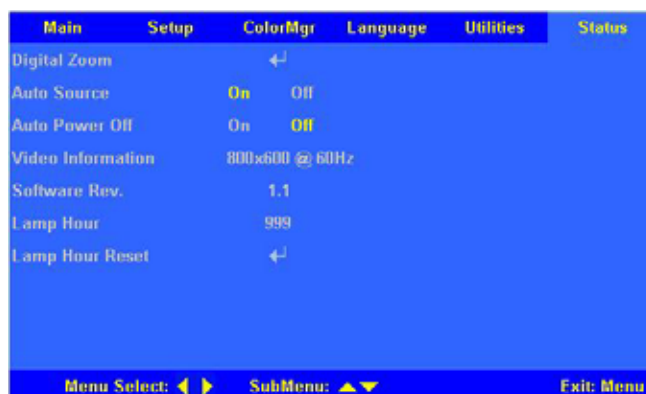 Main Setup ColorMgr Language Utilities Status
Digital Zoom
Auto Source On Off
Auto Power Off On Off
Video Information 800x600 @ 60Hz
Software Rev. 1.1
Lamp Hour 999
Lamp Hour Reset
Menu Select: SubMenu: Exit: Menu